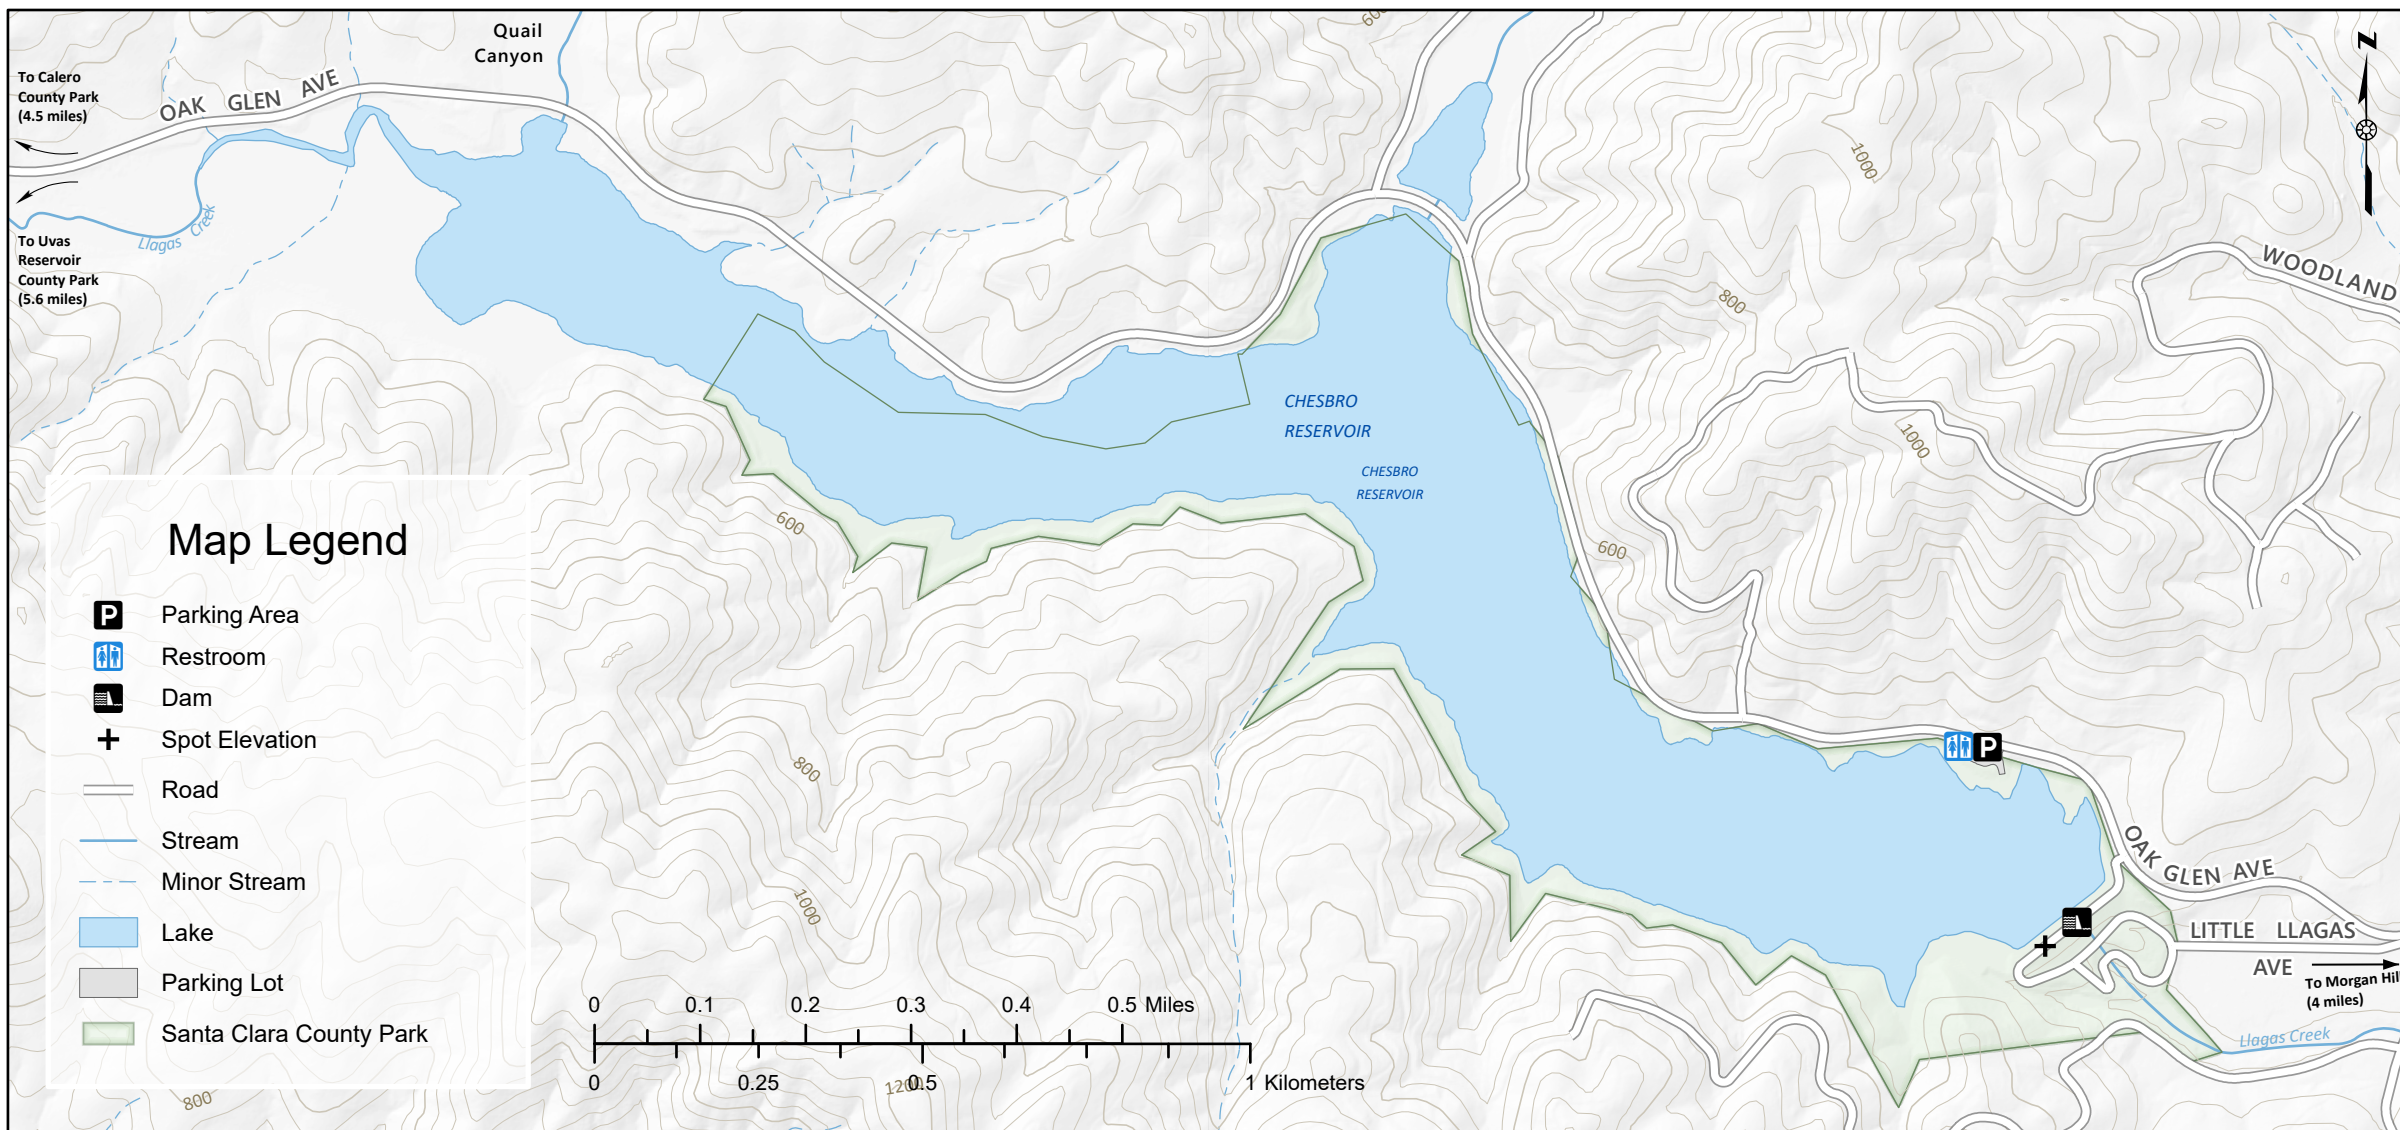 Quail
Canyon
600
N
To Calero
County Park
(4.5 miles)
OAK GLEN AVE
1000
Llagas Creek
To Uvas
Reservoir
County Park
(5.6 miles)
WOODLAND
800
CHESBRO
RESERVOIR
1000
CHESBRO
RESERVOIR
600
600
Map Legend
P Parking Area
Restroom
Dam
Spot Elevation
Road
Stream
Minor Stream
Lake
Parking Lot
Santa Clara County Park
P
800
OAK GLEN AVE
1000
LITTLE LLAGAS
AVE
To Morgan Hill
(4 miles)
0 0.1 0.2 0.3 0.4 0.5 Miles
Llagas Creek
0 0.25 0.5 1 Kilometers
1200
800